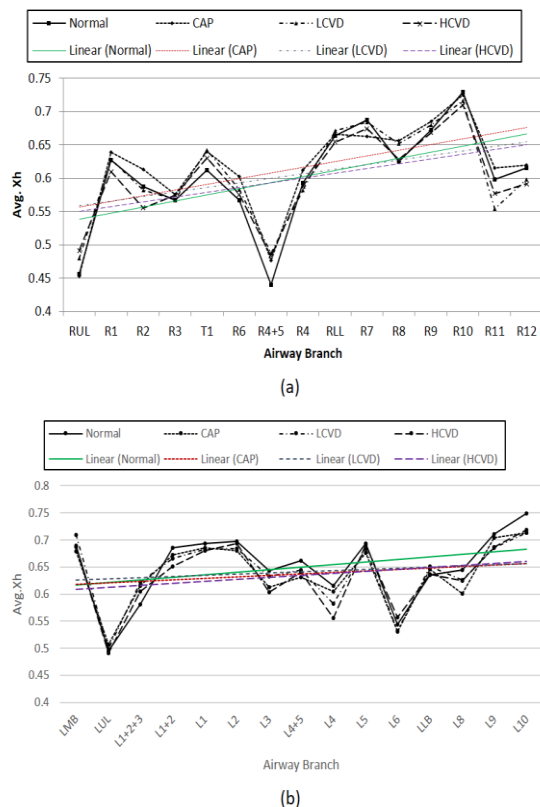 Normal CAP LCVD HCVD
Linear (Normal) Linear (CAP) Linear (LCVD) Linear (HCVD)
0.75
0.7
0.65
0.6
0.55
0.5
0.45
0.4
Avg. Xh
RUL R1 R2 R3 T1 R6 R4+5 R4 RLL R7 R8 R9 R10 R11 R12
Airway Branch
(a)
Normal CAP LCVD HCVD
Linear (Normal) Linear (CAP) Linear (LCVD) Linear (HCVD)
0.8
0.75
0.7
0.65
0.6
0.55
0.5
0.45
0.4
Avg.Xh
LMB LUL L1+2+3 L1+2 L1 L2 L3 L4+5 L4 L5 L6 LLB L8 L9 L10
Airway Branch
(b)